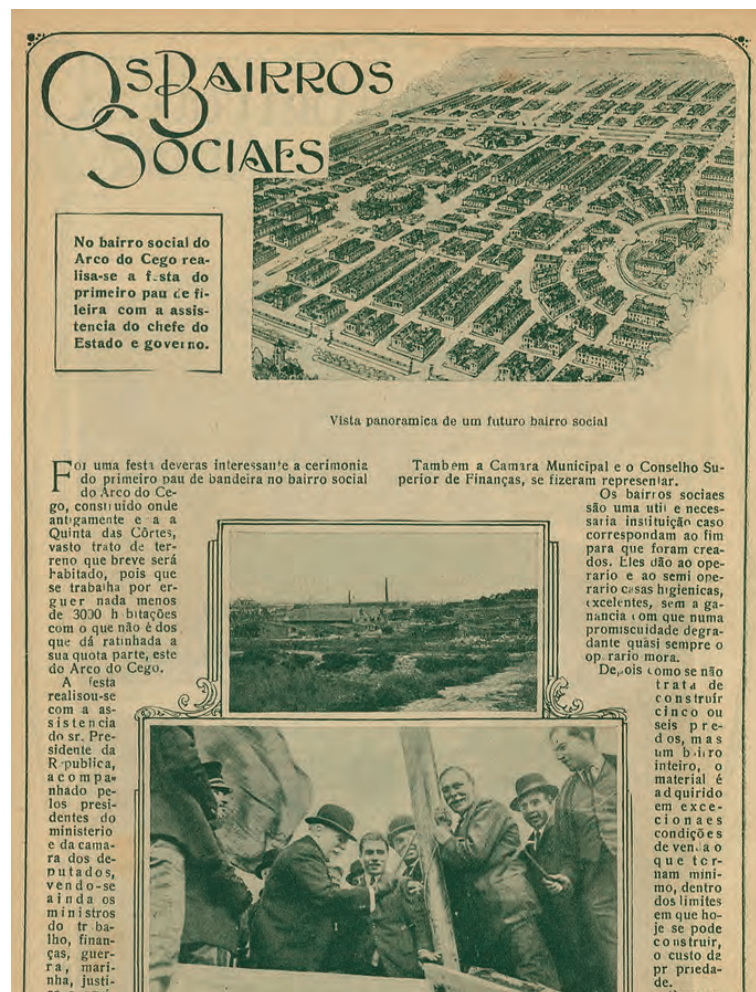 OS BAIRROS
SOCIAES
No bairro social do
Arco do Cego rea-
lisa-se a festa do
primeiro pau de fi-
leira com a assis-
tencia do chefe do
Estado e governo.
Vista panoramica de um futuro bairro social
Foi uma festa deveras interessante a cerimonia
do primeiro pau de bandeira no bairro social
do Arco do Ce-
go, construido onde
antigamente era a
Quinta das Côrtes,
vasto trato de ter-
reno que breve será
habitado, pois que
se trabalha por er-
guer nada menos
de 3000 habitações
com o que não é dos
que dá ratinhada a
sua quota parte, este
do Arco do Cego.
A festa
realisou-se
com a as-
sistencia
do sr. Pre-
sidente da
Republica,
acompa-
nhado pe-
los presi-
dentes do
ministerio
e da cama-
ra dos de-
putados,
vendo-se
ainda os
ministros
do traba-
lho, finan-
ças, guer-
ra, mari-
nha, justi-
Tambem a Camara Municipal e o Conselho Su-
perior de Finanças, se fizeram representar.
Os bairros sociaes
são uma util e neces-
saria instituição caso
correspondam ao fim
para que foram crea-
dos. Eles dão ao ope-
rario e ao semi ope-
rario casas higienicas,
excelentes, sem a ga-
nancia com que numa
promiscuidade degra-
dante quási sempre o
operario mora.
Depois como se não
trata de
construír
cinco ou
seis pre-
dos, mas
um bairro
inteiro, o
material é
adquirido
em exce-
cionaes
condições
de venda o
que tor-
nam mini-
mo, dentro
dos limites
em que ho-
je se pode
construir,
o custo da
propriedade
de.